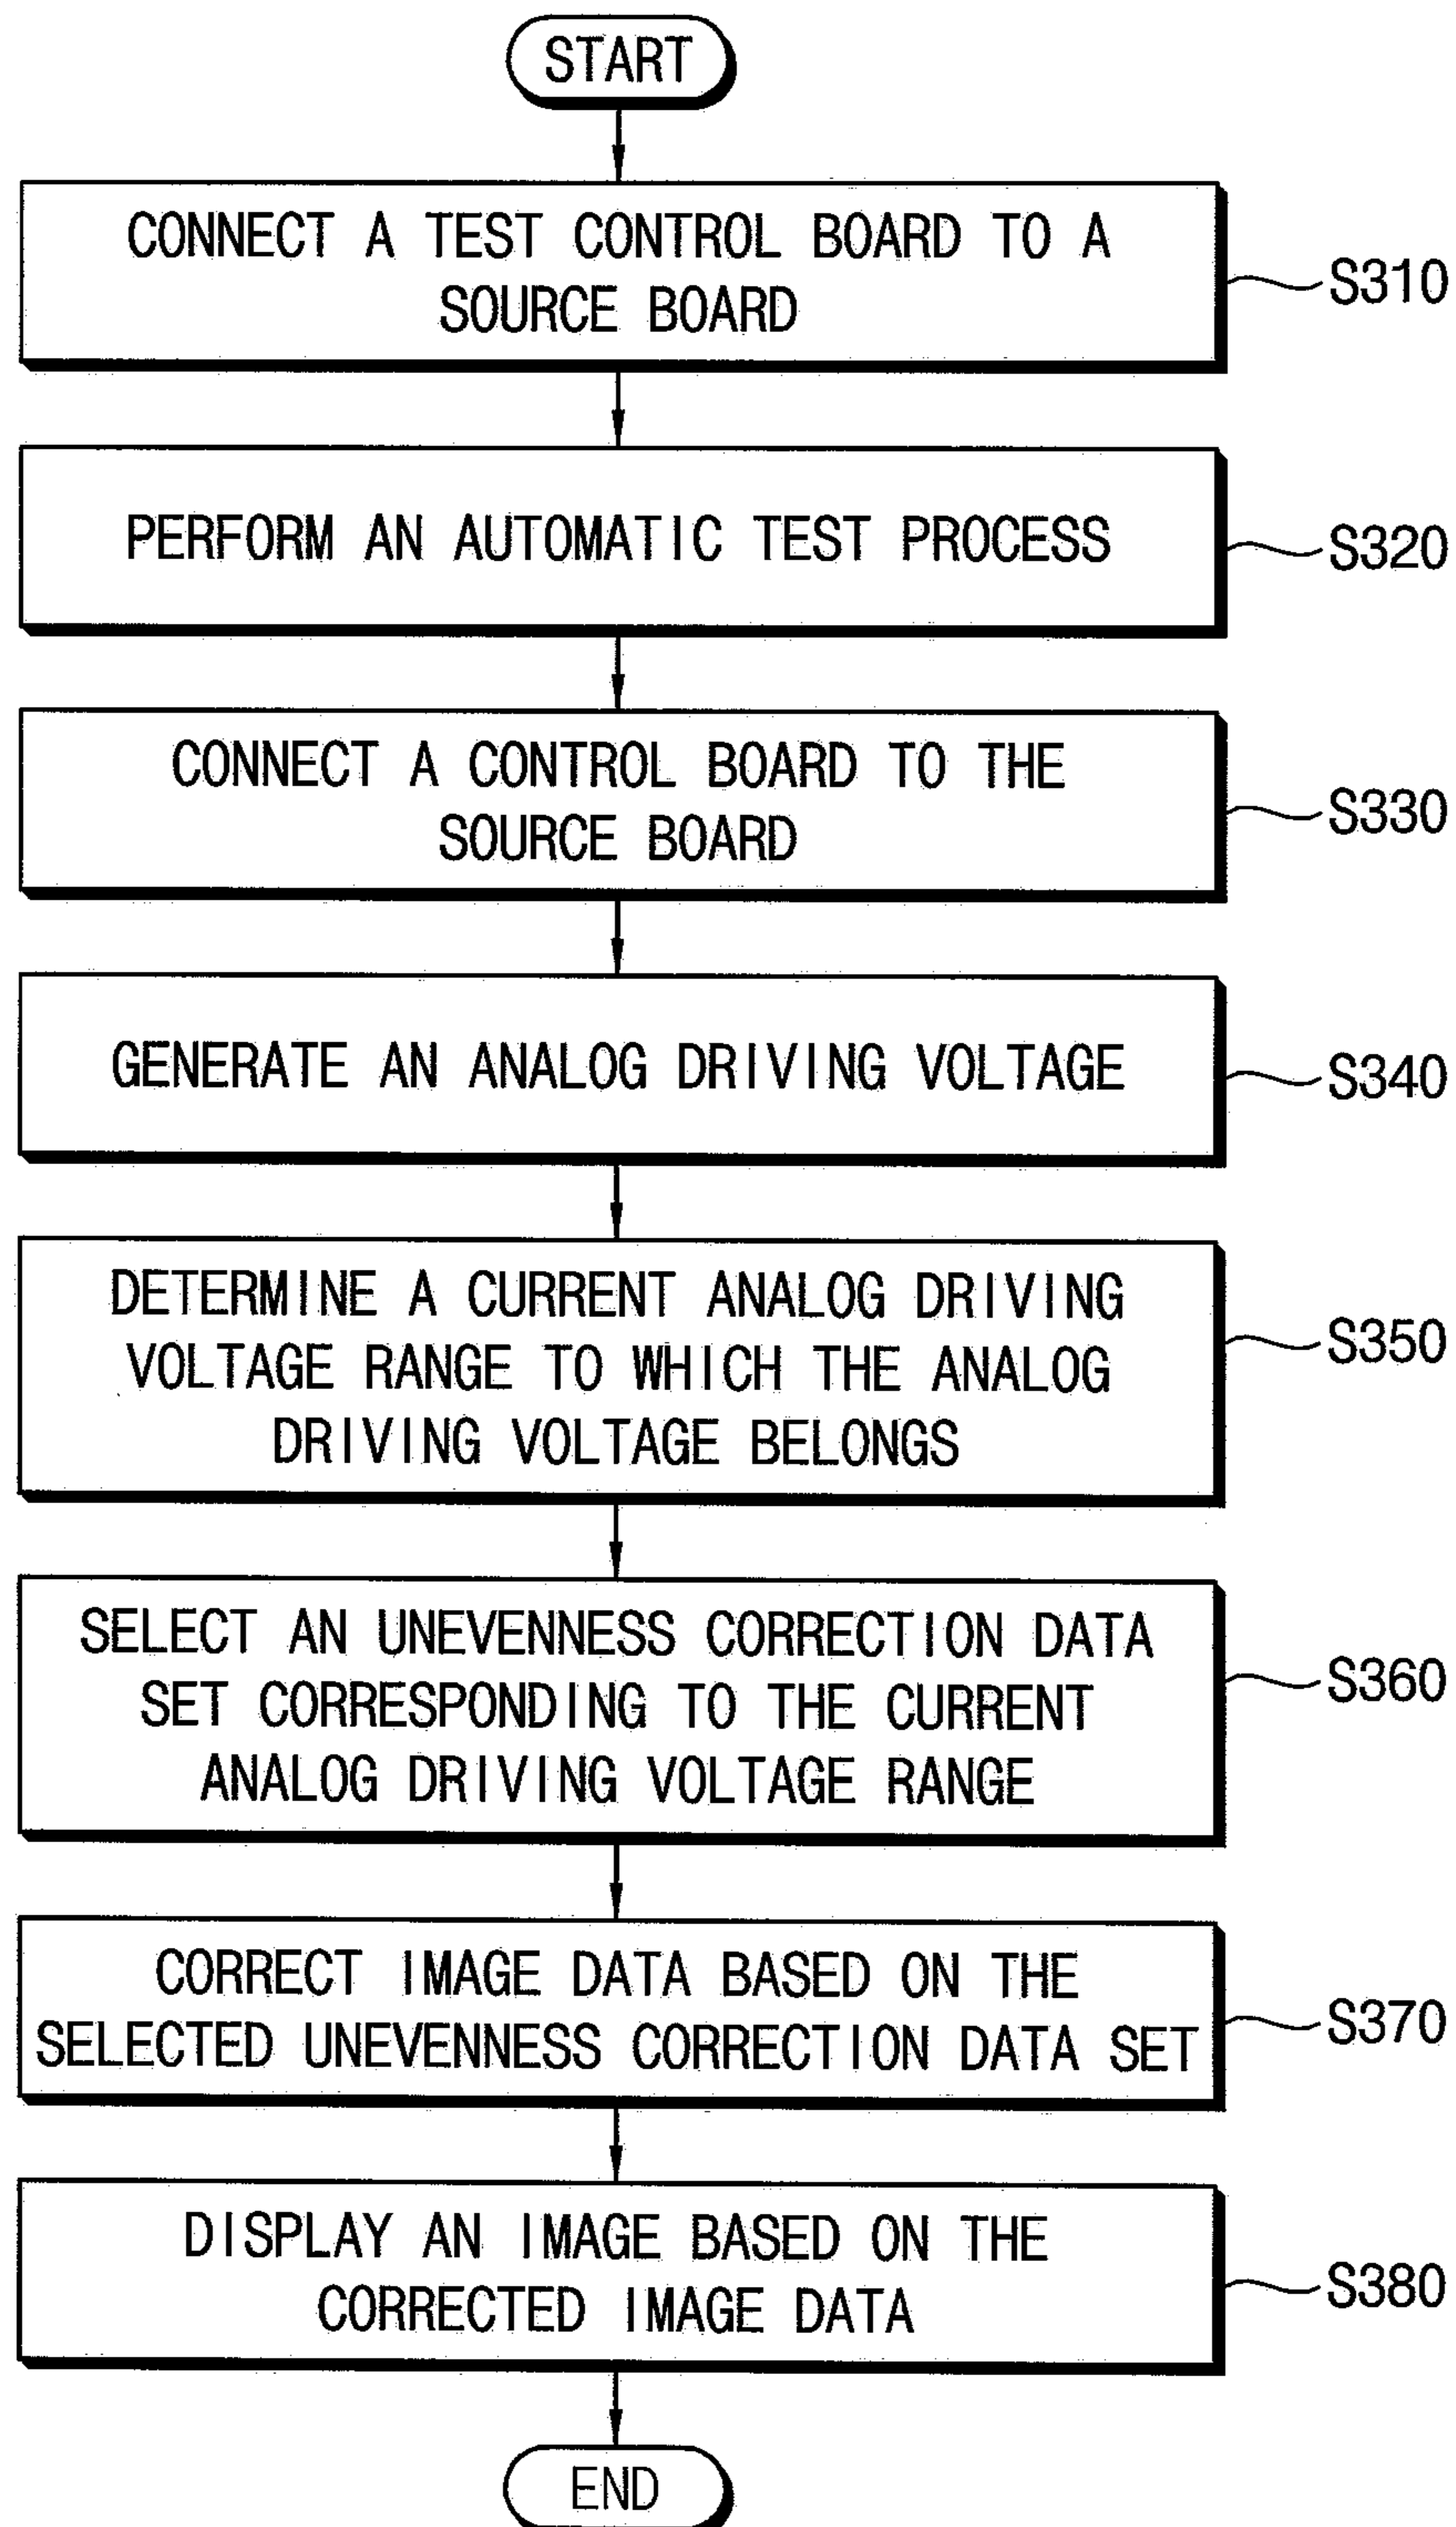 START
CONNECT A TEST CONTROL BOARD TO A
SOURCE BOARD
S310
PERFORM AN AUTOMATIC TEST PROCESS
S320
CONNECT A CONTROL BOARD TO THE
SOURCE BOARD
S330
GENERATE AN ANALOG DRIVING VOLTAGE
S340
DETERMINE A CURRENT ANALOG DRIVING
VOLTAGE RANGE TO WHICH THE ANALOG
DRIVING VOLTAGE BELONGS
S350
SELECT AN UNEVENNESS CORRECTION DATA
SET CORRESPONDING TO THE CURRENT
ANALOG DRIVING VOLTAGE RANGE
S360
CORRECT IMAGE DATA BASED ON THE
SELECTED UNEVENNESS CORRECTION DATA SET
S370
DISPLAY AN IMAGE BASED ON THE
CORRECTED IMAGE DATA
S380
END